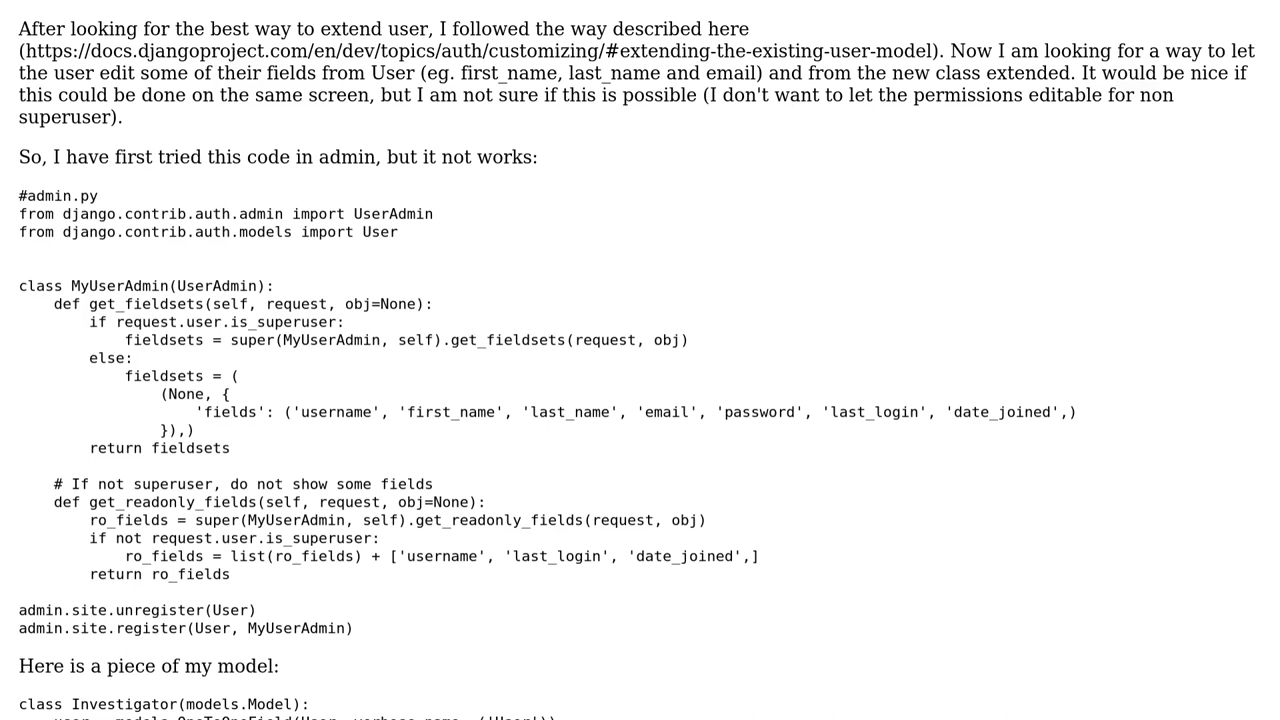 After looking for the best way to extend user, I followed the way described here
(https://docs.djangoproject.com/en/dev/topics/auth/customizing/#extending-the-existing-user-model). Now I am looking for a way to let
the user edit some of their fields from User (eg. first_name, last_name and email) and from the new class extended. It would be nice if
this could be done on the same screen, but I am not sure if this is possible (I don't want to let the permissions editable for non
superuser).
So, I have first tried this code in admin, but it not works:
#admin.py
from django.contrib.auth.admin import UserAdmin
from django.contrib.auth.models import User
class MyUserAdmin(UserAdmin):
    def get_fieldsets(self, request, obj=None):
        if request.user.is_superuser:
            fieldsets = super(MyUserAdmin, self).get_fieldsets(request, obj)
        else:
            fieldsets = (
                (None, {
                    'fields': ('username', 'first_name', 'last_name', 'email', 'password', 'last_login', 'date_joined',)
                }),)
        return fieldsets
    # If not superuser, do not show some fields
    def get_readonly_fields(self, request, obj=None):
        ro_fields = super(MyUserAdmin, self).get_readonly_fields(request, obj)
        if not request.user.is_superuser:
            ro_fields = list(ro_fields) + ['username', 'last_login', 'date_joined',]
        return ro_fields
admin.site.unregister(User)
admin.site.register(User, MyUserAdmin)
Here is a piece of my model:
class Investigator(models.Model):